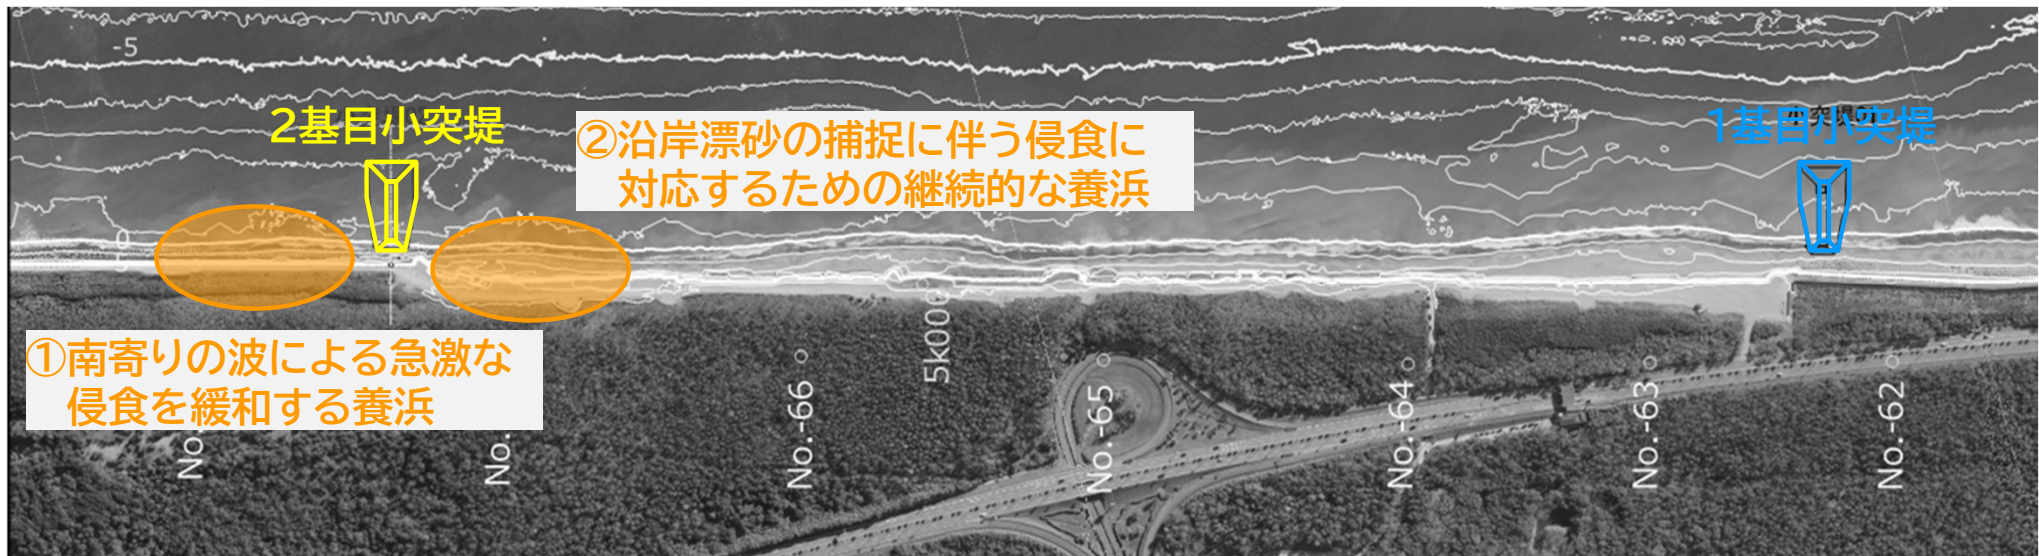 -5
2基目小突堤
②沿岸漂砂の捕捉に伴う侵食に
対応するための継続的な養浜
1基目小突堤
0
①南寄りの波による急激な
侵食を緩和する養浜
5k000
No.
No.
No.-66
No.-65
No.-64
No.-63
No.-62